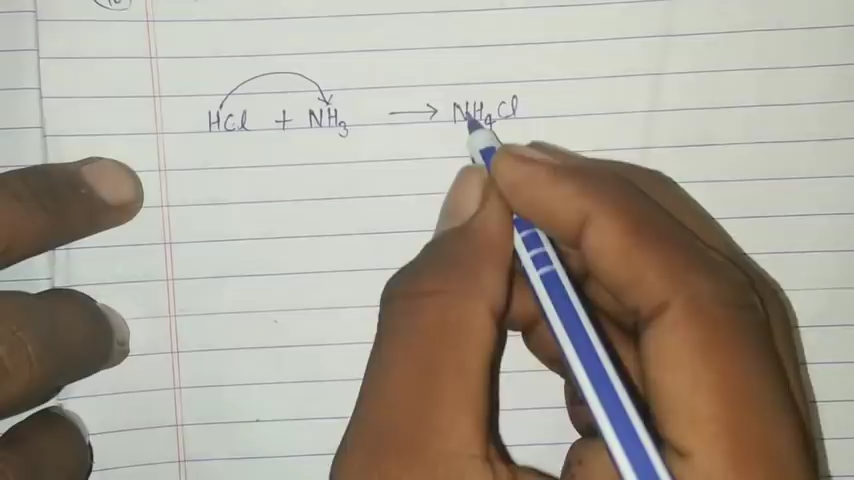 HCl + NH₃ → NH₄Cl